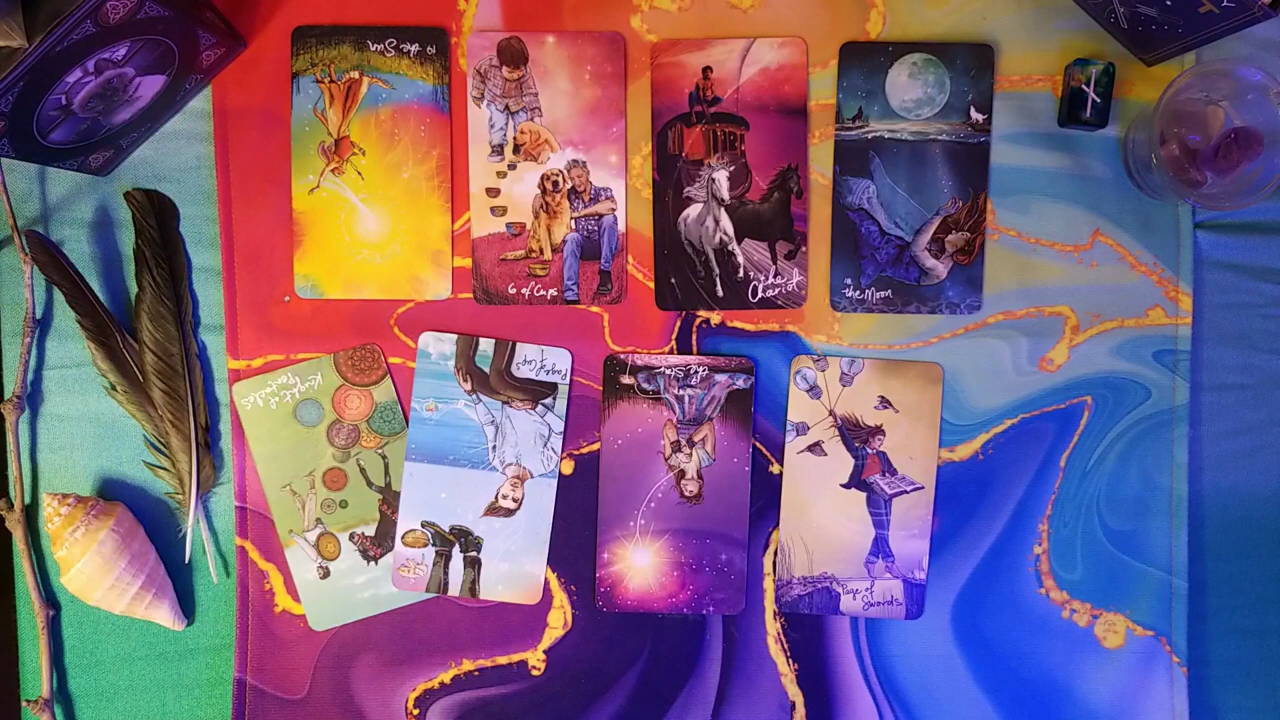 19 the Sun
6 of Cups
7. the
Chariot
18
the Moon
Knight of
Pentacles
Page
of Cups
17
the Star
Page of
Swords